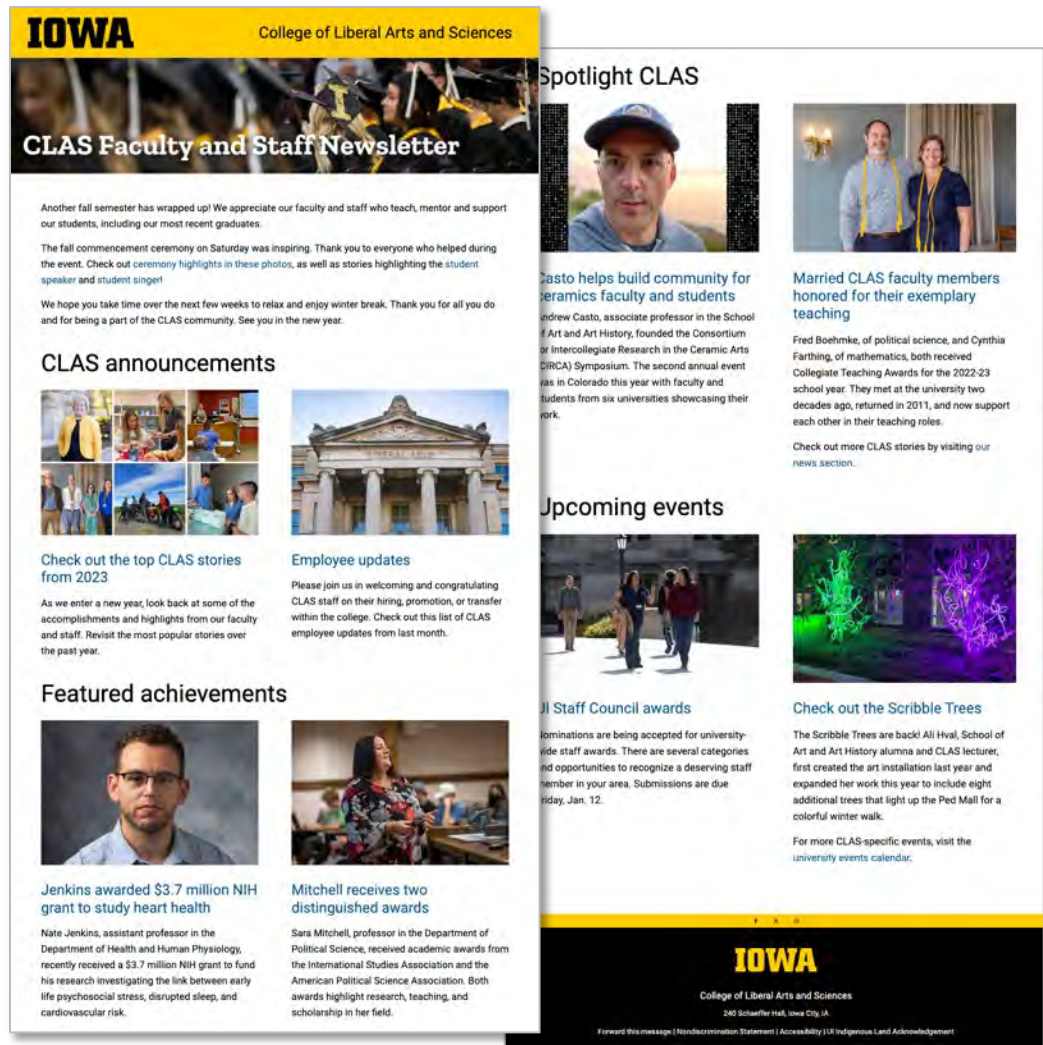 IOWA
College of Liberal Arts and Sciences
CLAS Faculty and Staff Newsletter
Another fall semester has wrapped up! We appreciate our faculty and staff who teach, mentor and support
our students, including our most recent graduates.
The fall commencement ceremony on Saturday was inspiring. Thank you to everyone who helped during
the event. Check out ceremony highlights in these photos, as well as stories highlighting the student
speaker and student singer!
We hope you take time over the next few weeks to relax and enjoy winter break. Thank you for all you do
and for being a part of the CLAS community. See you in the new year.
CLAS announcements
LIBERAL ARTS
Check out the top CLAS stories
from 2023
As we enter a new year, look back at some of the
accomplishments and highlights from our faculty
and staff. Revisit the most popular stories over
the past year.
Employee updates
Please join us in welcoming and congratulating
CLAS staff on their hiring, promotion, or transfer
within the college. Check out this list of CLAS
employee updates from last month.
Featured achievements
Jenkins awarded $3.7 million NIH
grant to study heart health
Nate Jenkins, assistant professor in the
Department of Health and Human Physiology,
recently received a $3.7 million NIH grant to fund
his research investigating the link between early
life psychosocial stress, disrupted sleep, and
cardiovascular risk.
Mitchell receives two
distinguished awards
Sara Mitchell, professor in the Department of
Political Science, received academic awards from
the International Studies Association and the
American Political Science Association. Both
awards highlight research, teaching, and
scholarship in her field.
Spotlight CLAS
Casto helps build community for
ceramics faculty and students
Andrew Casto, associate professor in the School
of Art and Art History, founded the Consortium
for Intercollegiate Research in the Ceramic Arts
(CIRCA) Symposium. The second annual event
was in Colorado this year with faculty and
students from six universities showcasing their
work.
Married CLAS faculty members
honored for their exemplary
teaching
Fred Boehmke, of political science, and Cynthia
Farthing, of mathematics, both received
Collegiate Teaching Awards for the 2022-23
school year. They met at the university two
decades ago, returned in 2011, and now support
each other in their teaching roles.
Check out more CLAS stories by visiting our
news section.
Upcoming events
UI Staff Council awards
Nominations are being accepted for university-
wide staff awards. There are several categories
and opportunities to recognize a deserving staff
member in your area. Submissions are due
Friday, Jan. 12.
Check out the Scribble Trees
The Scribble Trees are back! Ali Hval, School of
Art and Art History alumna and CLAS lecturer,
first created the art installation last year and
expanded her work this year to include eight
additional trees that light up the Ped Mall for a
colorful winter walk.
For more CLAS-specific events, visit the
university events calendar.
IOWA
College of Liberal Arts and Sciences
240 Schaeffer Hall, Iowa City, IA
Forward this message | Nondiscrimination Statement | Accessibility | UI Indigenous Land Acknowledgement